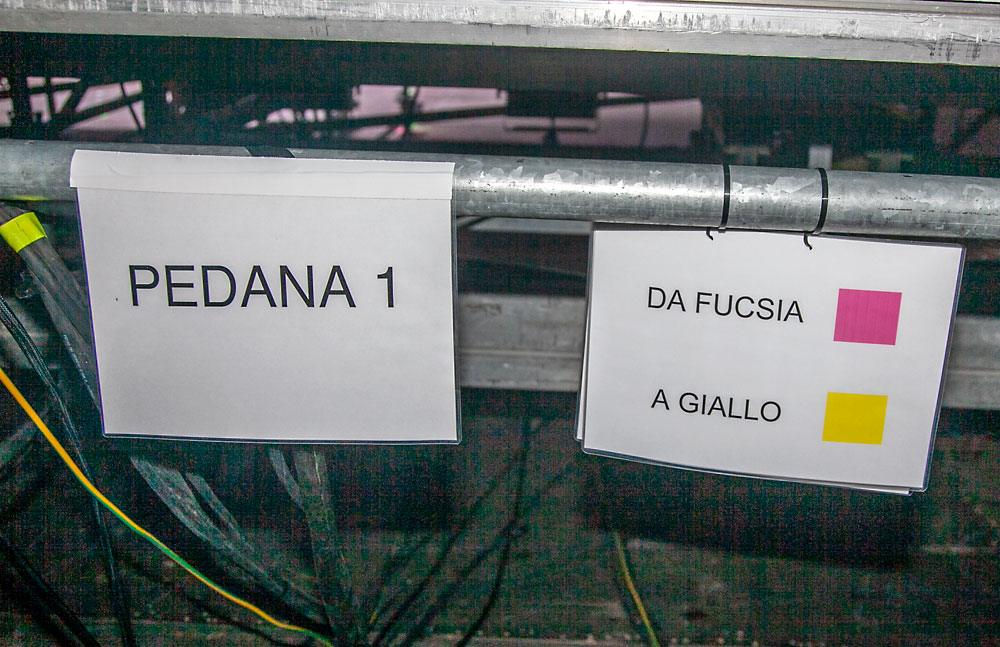 PEDANA 1
DA FUCSIA
A GIALLO